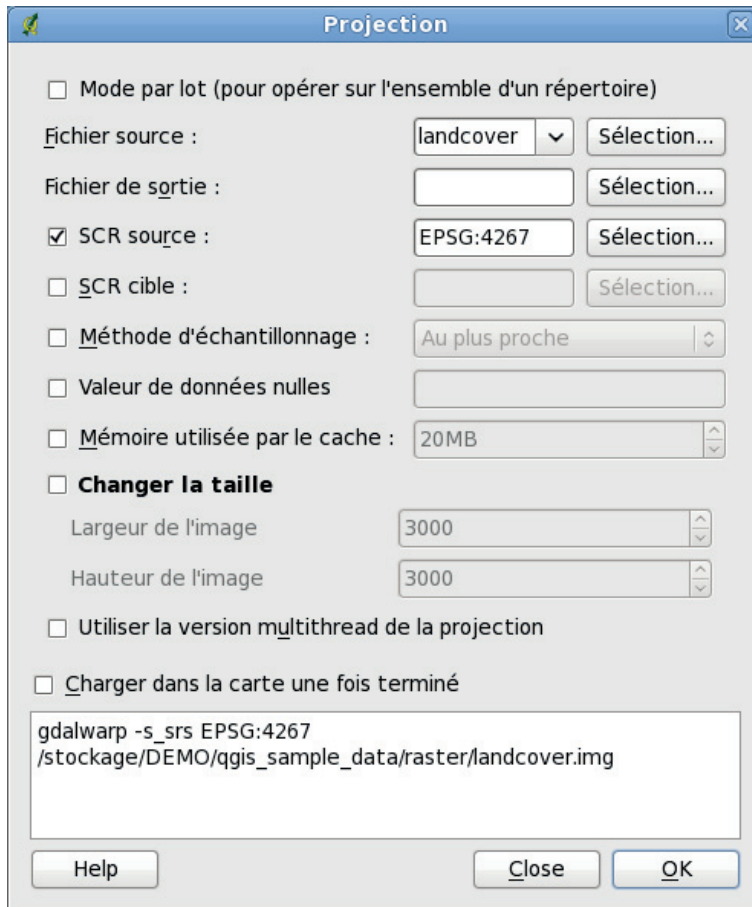 Projection
Mode par lot (pour opérer sur l'ensemble d'un répertoire)
Fichier source : landcover Sélection...
Fichier de sortie : Sélection...
SCR source : EPSG:4267 Sélection...
SCR cible : Sélection...
Méthode d'échantillonnage : Au plus proche
Valeur de données nulles
Mémoire utilisée par le cache : 20MB
Changer la taille
Largeur de l'image 3000
Hauteur de l'image 3000
Utiliser la version multithread de la projection
Charger dans la carte une fois terminé
gdalwarp -s_srs EPSG:4267
/stockage/DEMO/qgis_sample_data/raster/landcover.img
Help Close OK